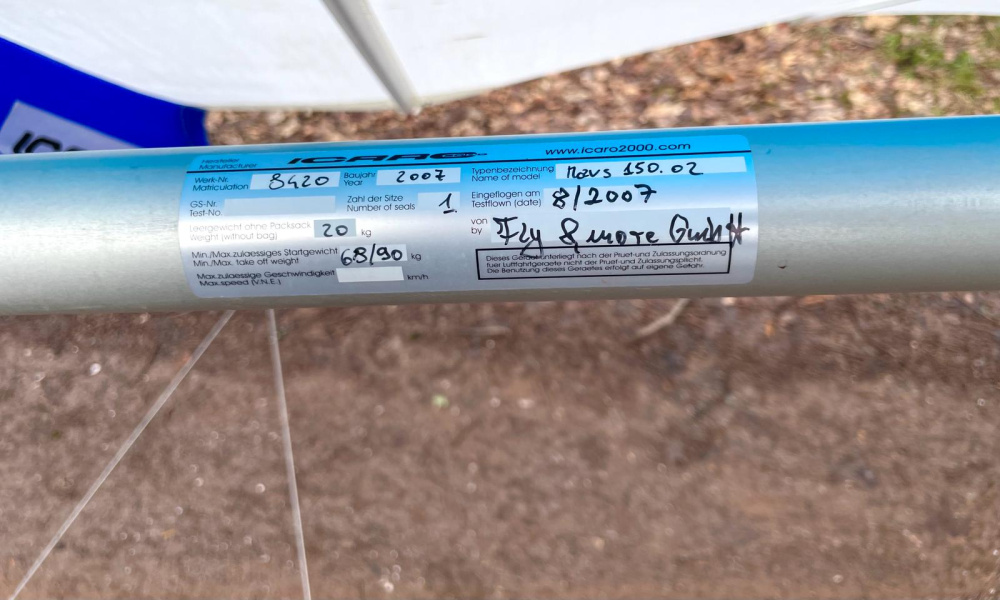 Hersteller
Manufacturer
ICARO
www.icaro2000.com
Werk-Nr.
Matriculation
8420
Baujahr
Year
2007
Typenbezeichnung
Name of model
Mars 150.02
GS-Nr.
Test-No.
Zahl der Sitze
Number of seats
1
Eingeflogen am
Testflown (date)
8/2007
Leergewicht ohne Packsack
Weight (without bag)
20 kg
von
by
Fly & more GmbH
Min./Max. zulaessiges Startgewicht
Min./Max. take off weight
68/90 kg
Max. zulaessige Geschwindigkeit
Max. speed (V.N.E.)
km/h
Dieses Geraet unterliegt nach der Pruef-und Zulassungsoranung
fuer Luftfahrtgeraete nicht der Pruef-und Zulassungspflicht.
Die Benutzung dieses Geraetes erfolgt auf eigene Gefahr.